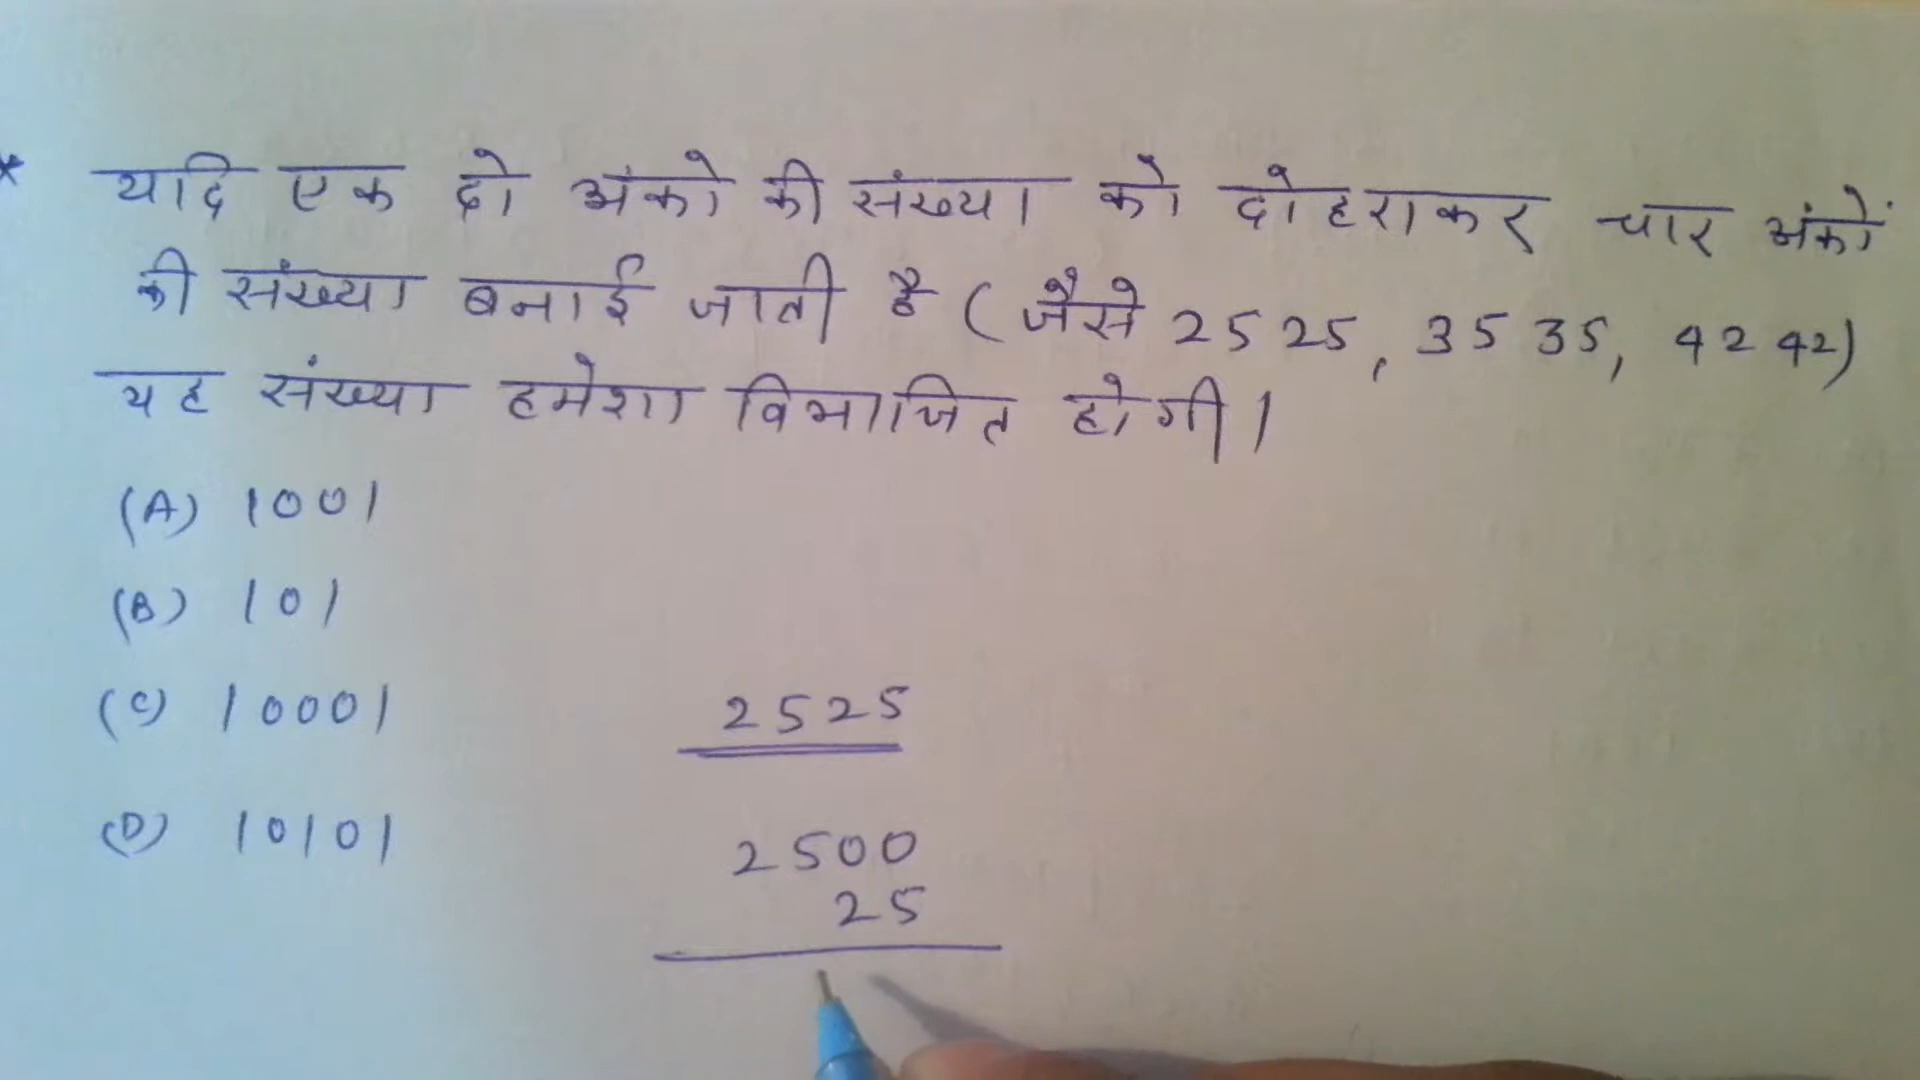 * यदि एक दो अंको की संख्या को दोहराकर चार अंकों
की संख्या बनाई जाती है (जैसे 2525, 3535, 4242)
यह संख्या हमेशा विभाजित होगी।
(A) 1001
(B) 101
(C) 10001
(D) 10101
2525
2500
25